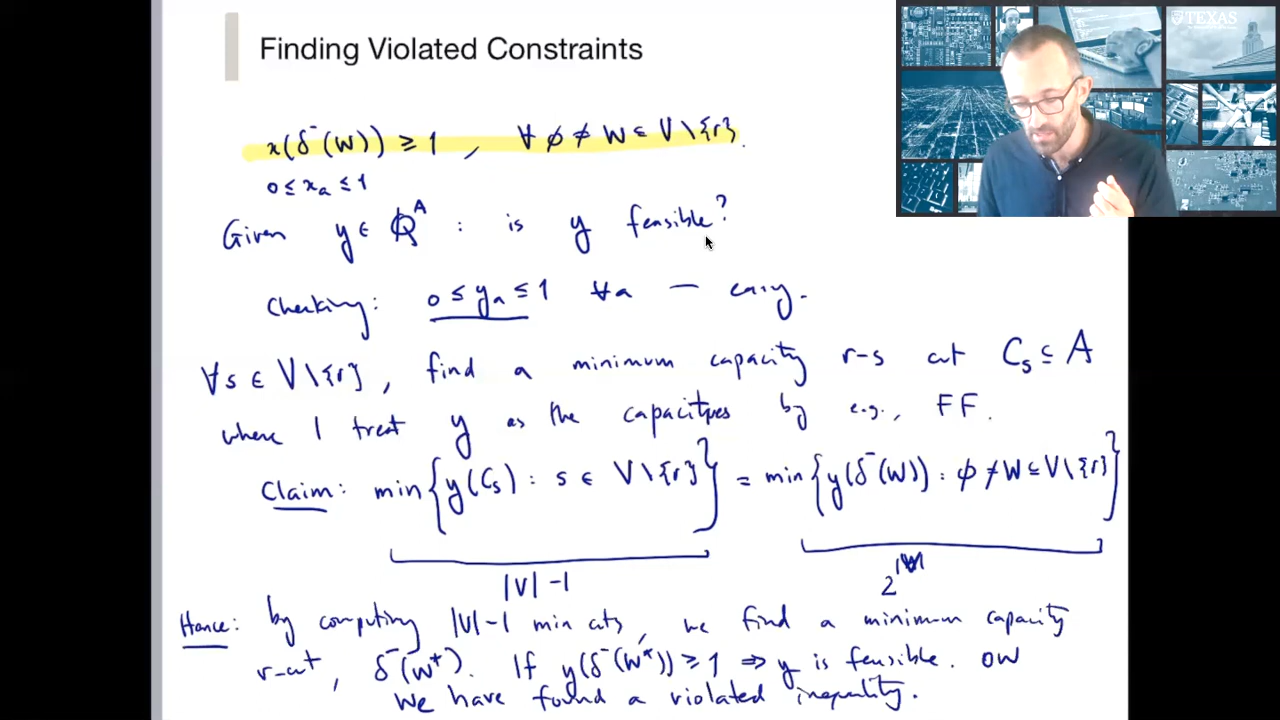 Finding Violated Constraints
TEXAS
x(δ⁻(W)) ≥ 1 , ∀ ∅ ≠ W ⊆ V \ {r}.
0 ≤ xₐ ≤ 1
Given y ∈ ℚᴬ : is y feasible?
Checking: 0 ≤ yₐ ≤ 1 ∀a — easy.
∀s ∈ V\{r}, find a minimum capacity r-s cut Cₛ ⊆ A
where I treat y as the capacities by e.g., FF.
Claim: min{y(Cₛ) : s ∈ V\{r}} = min{y(δ⁻(W)) : ∅ ≠ W ⊆ V\{r}}
|V| -1
2
Hence: by computing |V|-1 min cuts, we find a minimum capacity
r-cut, δ⁻(W*). If y(δ⁻(W*)) ≥ 1 ⇒ y is feasible. OW
we have found a violated inequality.